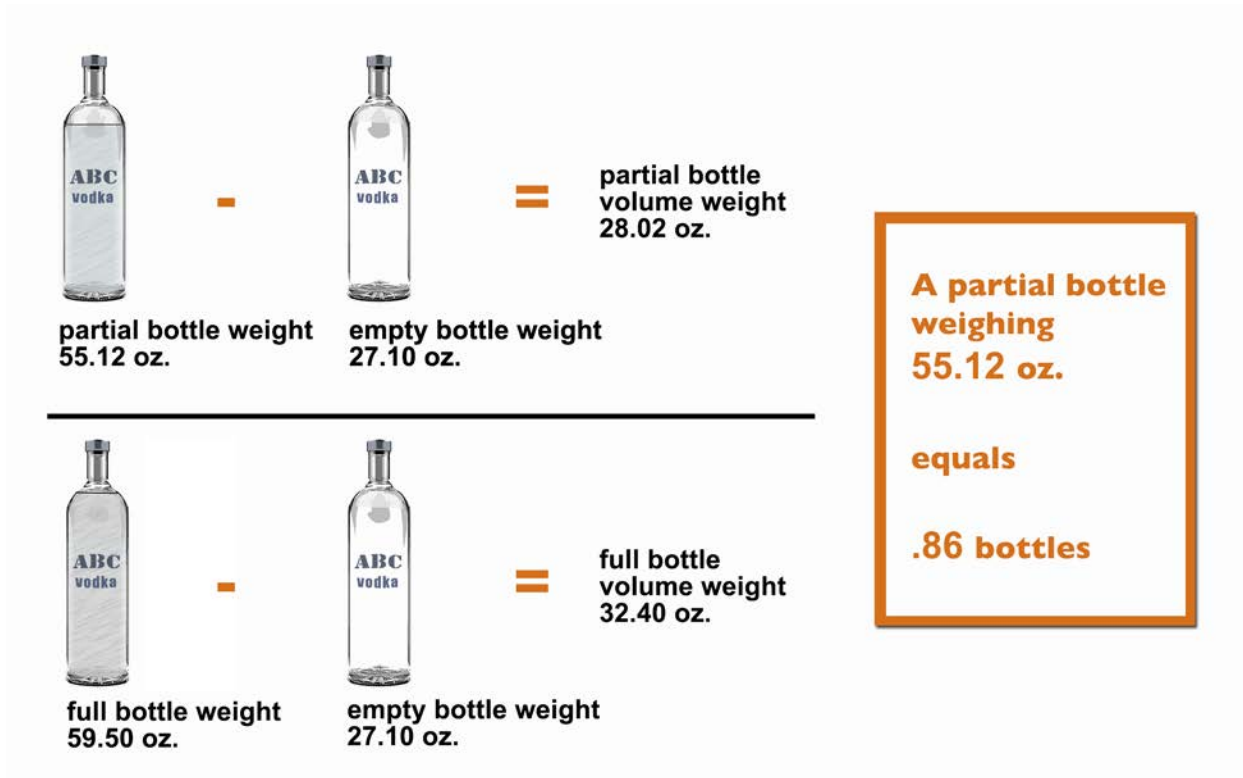 ABC
vodka
-
ABC
vodka
=
partial bottle
volume weight
28.02 oz.
partial bottle weight
55.12 oz.
empty bottle weight
27.10 oz.
ABC
vodka
-
ABC
vodka
=
full bottle
volume weight
32.40 oz.
full bottle weight
59.50 oz.
empty bottle weight
27.10 oz.
A partial bottle
weighing
55.12 oz.
equals
.86 bottles